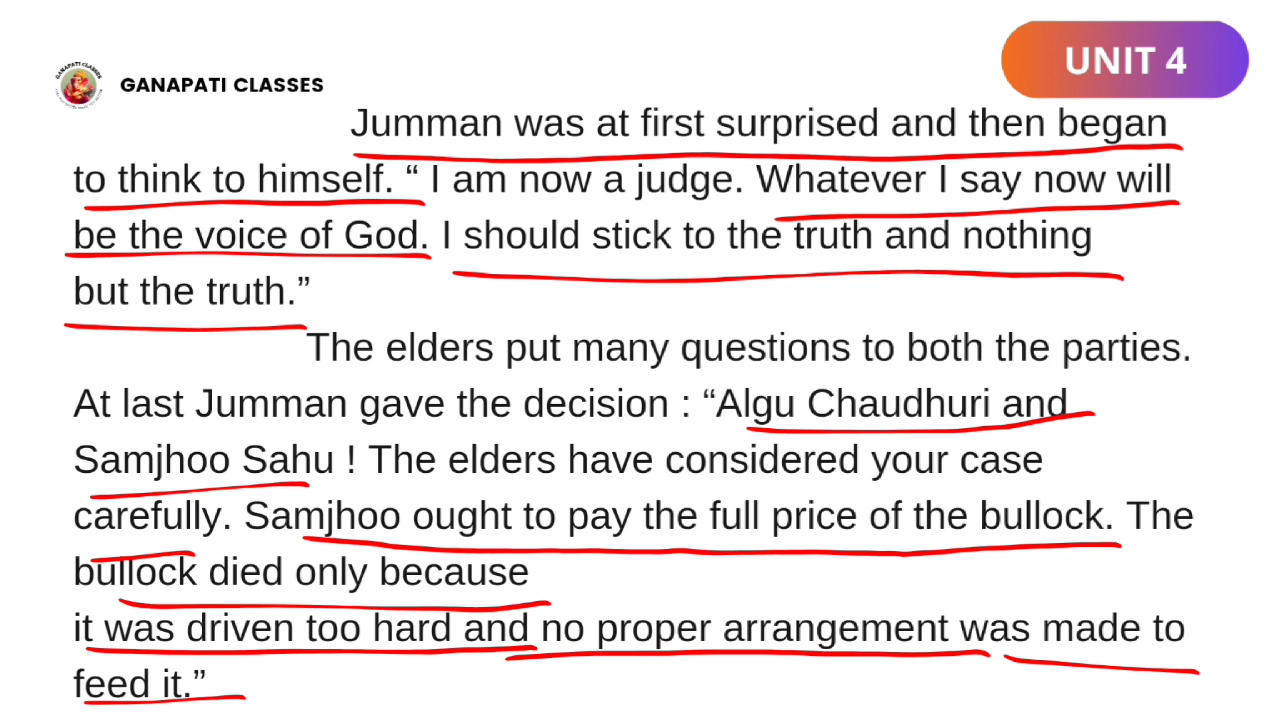 UNIT 4
GANAPATI CLASSES
GANAPATI CLASSES
Jumman was at first surprised and then began
to think to himself. “ I am now a judge. Whatever I say now will
be the voice of God. I should stick to the truth and nothing
but the truth.”
The elders put many questions to both the parties.
At last Jumman gave the decision : “Algu Chaudhuri and
Samjhoo Sahu ! The elders have considered your case
carefully. Samjhoo ought to pay the full price of the bullock. The
bullock died only because
it was driven too hard and no proper arrangement was made to
feed it.”